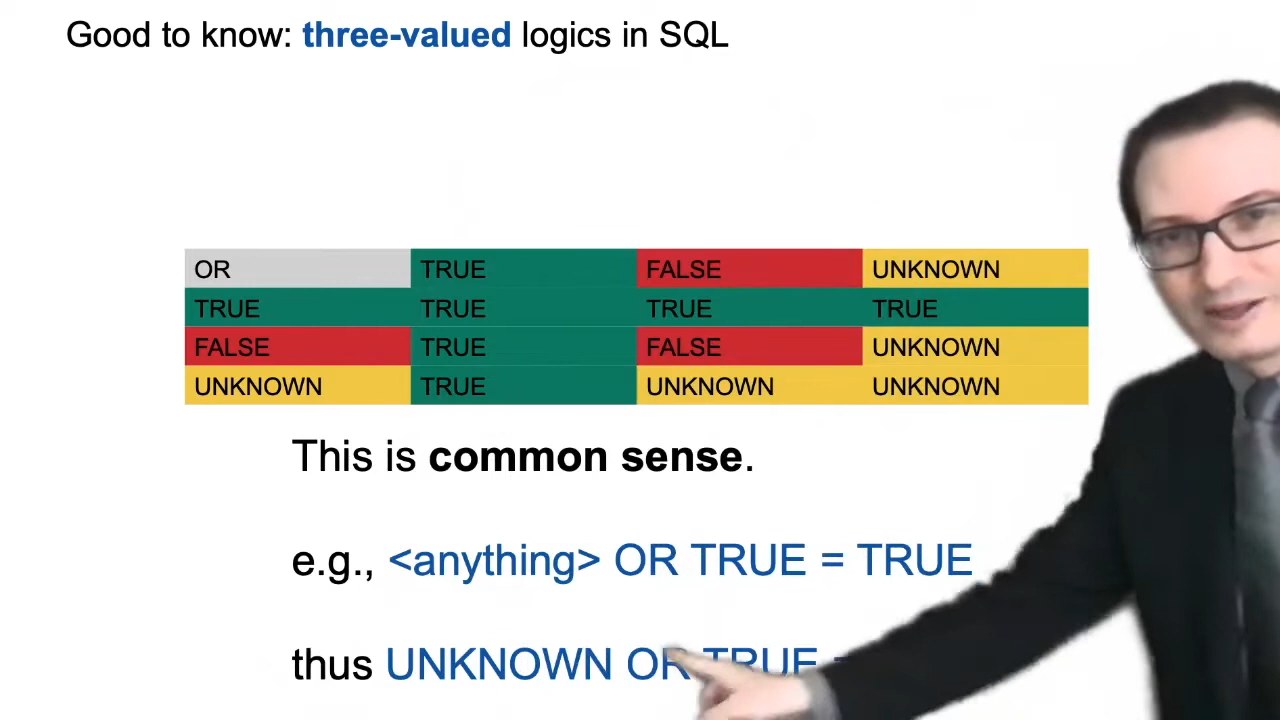 Good to know: three-valued logics in SQL
OR TRUE FALSE UNKNOWN
TRUE TRUE TRUE TRUE
FALSE TRUE FALSE UNKNOWN
UNKNOWN TRUE UNKNOWN UNKNOWN
This is common sense.
e.g., <anything> OR TRUE = TRUE
thus UNKNOWN OR TRUE =